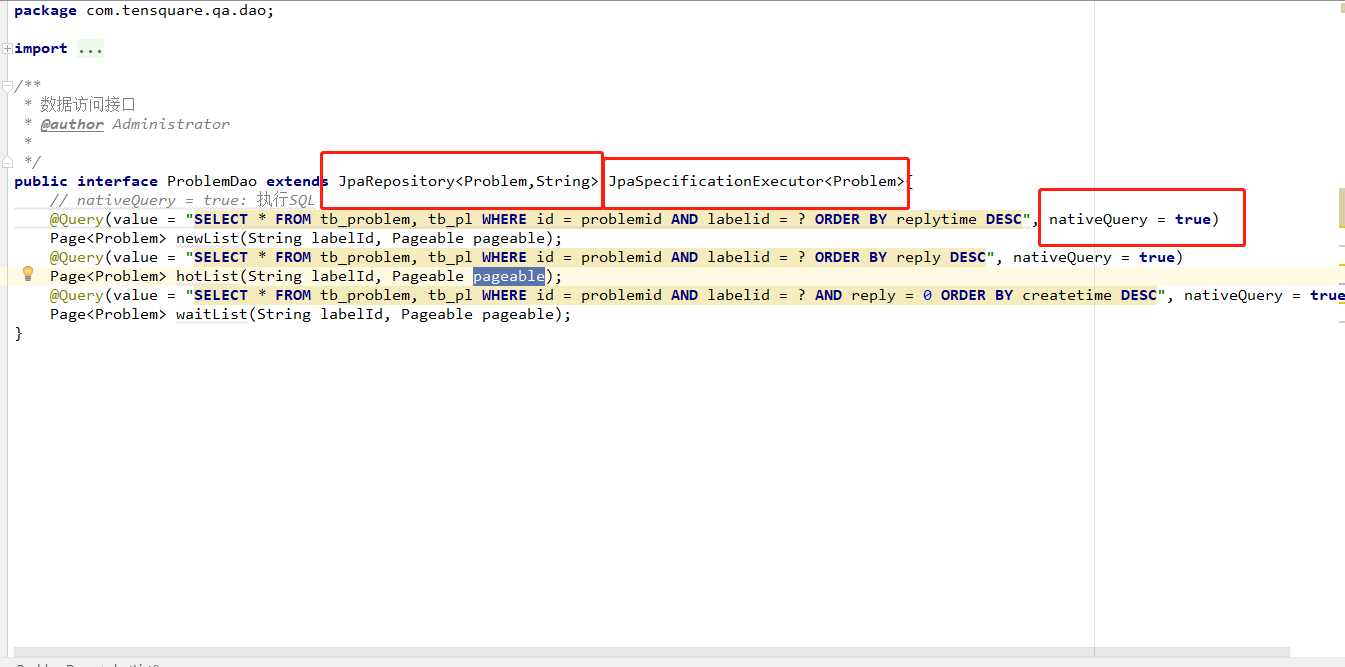 package com.tensquare.qa.dao;
import ...
/**
* 数据访问接口
* @author Administrator
*
*/
public interface ProblemDao extends JpaRepository<Problem,String> JpaSpecificationExecutor<Problem>{
// nativeQuery = true: 执行SQL
@Query(value = "SELECT * FROM tb_problem, tb_pl WHERE id = problemid AND labelid = ? ORDER BY replytime DESC", nativeQuery = true)
Page<Problem> newList(String labelId, Pageable pageable);
@Query(value = "SELECT * FROM tb_problem, tb_pl WHERE id = problemid AND labelid = ? ORDER BY reply DESC", nativeQuery = true)
Page<Problem> hotList(String labelId, Pageable pageable);
@Query(value = "SELECT * FROM tb_problem, tb_pl WHERE id = problemid AND labelid = ? AND reply = 0 ORDER BY createtime DESC", nativeQuery = true
Page<Problem> waitList(String labelId, Pageable pageable);
}